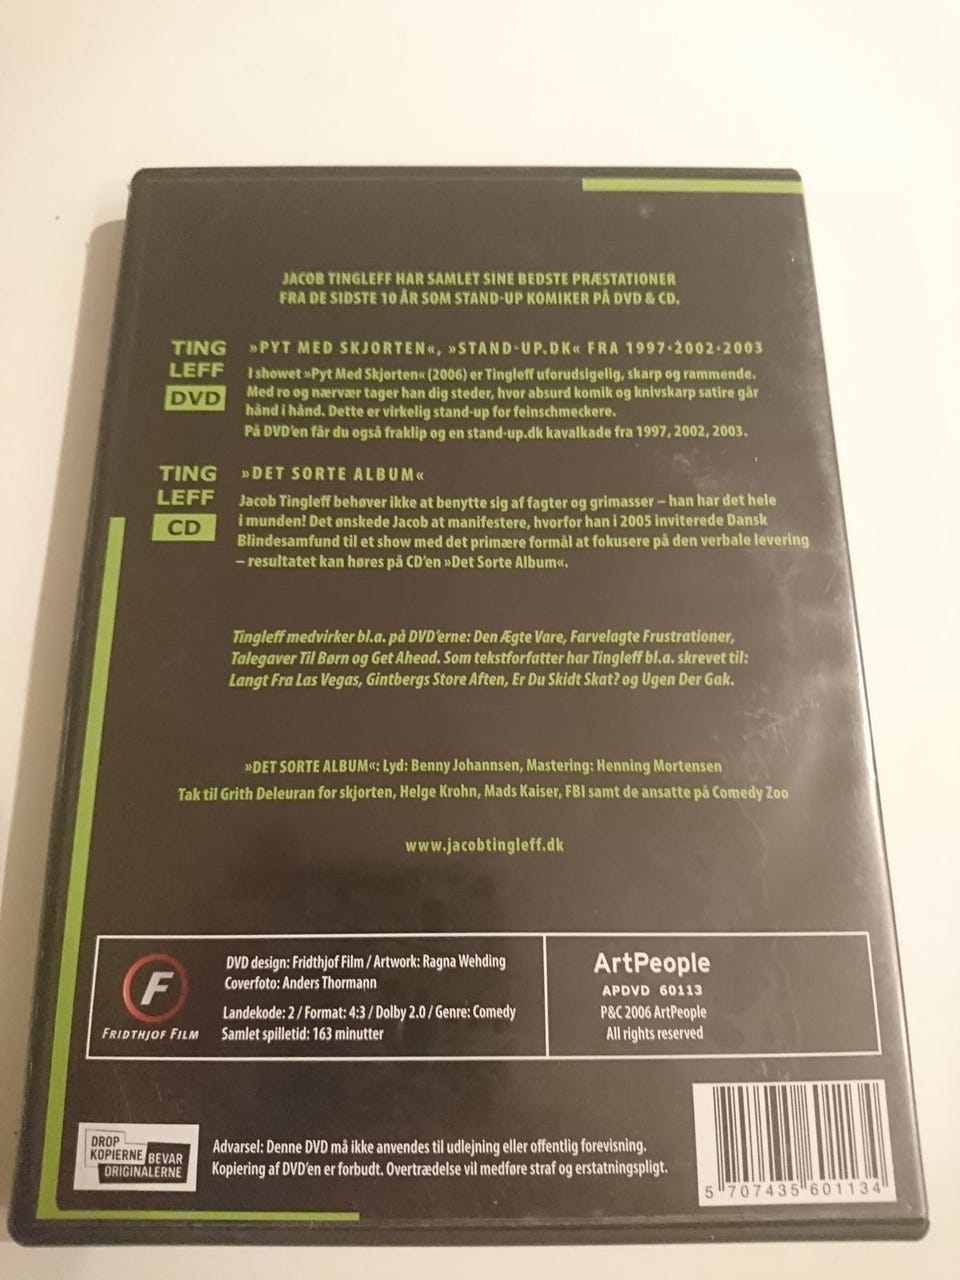 JACOB TINGLEFF HAR SAMLET SINE BEDSTE PRÆSTATIONER
FRA DE SIDSTE 10 ÅR SOM STAND-UP KOMIKER PÅ DVD & CD.
TING
LEFF
DVD
»PYT MED SKJORTEN«, »STAND-UP.DK« FRA 1997·2002·2003
I showet »Pyt Med Skjorten« (2006) er Tingleff uforudsigelig, skarp og rammende.
Med ro og nærvær tager han dig steder, hvor absurd komik og knivskarp satire går
hånd i hånd. Dette er virkelig stand-up for feinschmeckere.
På DVD'en får du også fraklip og en stand-up.dk kavalkade fra 1997, 2002, 2003.
TING
LEFF
CD
»DET SORTE ALBUM«
Jacob Tingleff behøver ikke at benytte sig af fagter og grimasser – han har det hele
i munden! Det ønskede Jacob at manifestere, hvorfor han i 2005 inviterede Dansk
Blindesamfund til et show med det primære formål at fokusere på den verbale levering
– resultatet kan høres på CD'en »Det Sorte Album«.
Tingleff medvirker bl.a. på DVD'erne: Den Ægte Vare, Farvelagte Frustrationer,
Talegaver Til Børn og Get Ahead. Som tekstforfatter har Tingleff bl.a. skrevet til:
Langt Fra Las Vegas, Gintbergs Store Aften, Er Du Skidt Skat? og Ugen Der Gak.
»DET SORTE ALBUM«: Lyd: Benny Johannsen, Mastering: Henning Mortensen
Tak til Grith Deleuran for skjorten, Helge Krohn, Mads Kaiser, FBI samt de ansatte på Comedy Zoo
www.jacobtingleff.dk
F
FRIDTHJOF FILM
DVD design: Fridthjof Film / Artwork: Ragna Wehding
Coverfoto: Anders Thormann
Landekode: 2 / Format: 4:3 / Dolby 2.0 / Genre: Comedy
Samlet spilletid: 163 minutter
ArtPeople
APDVD 60113
P&C 2006 ArtPeople
All rights reserved
DROP
KOPIERNE
BEVAR
ORIGINALERNE
Advarsel: Denne DVD må ikke anvendes til udlejning eller offentlig forevisning.
Kopiering af DVD'en er forbudt. Overtrædelse vil medføre straf og erstatningspligt.
5 707435 601134